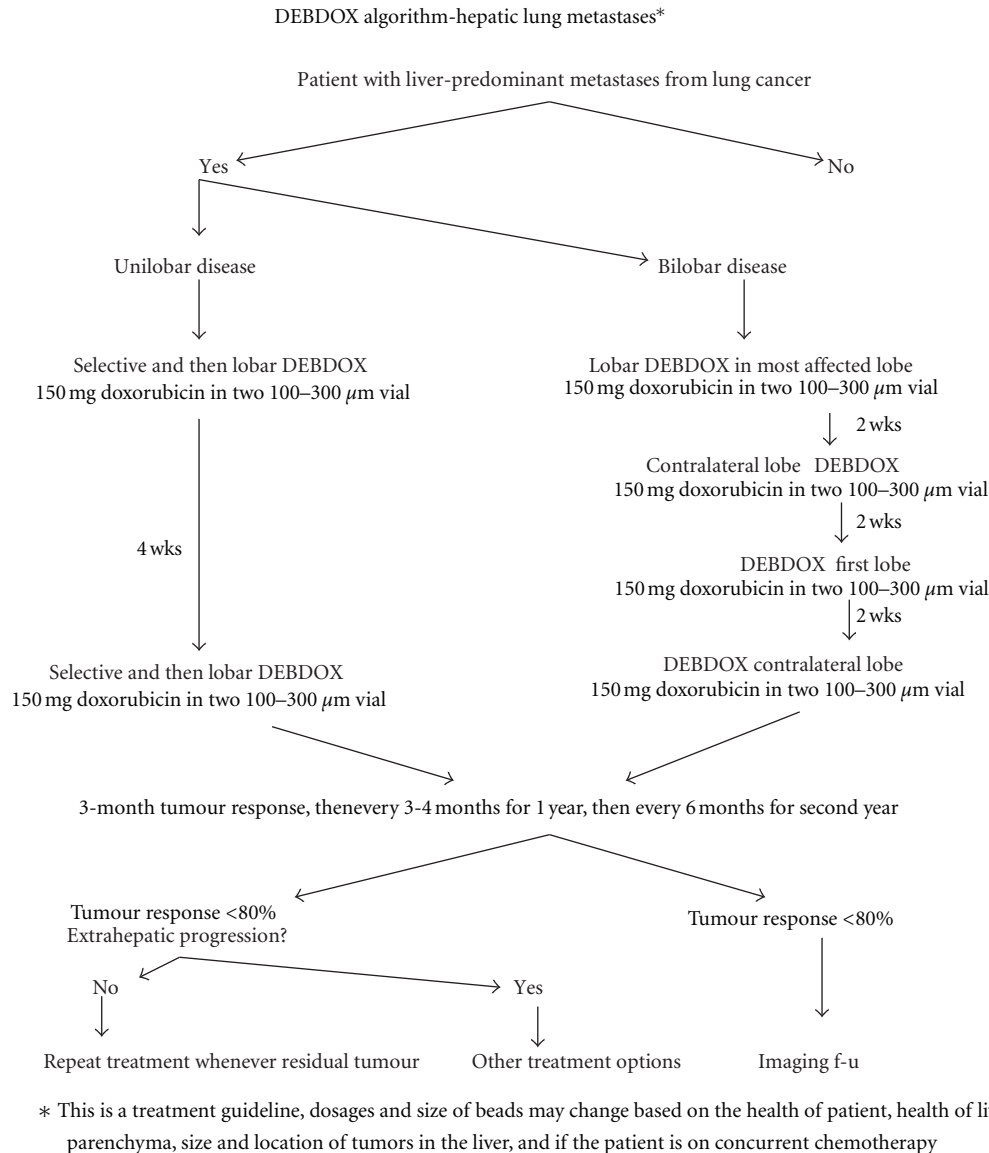 DEBDOX algorithm-hepatic lung metastases*
Patient with liver-predominant metastases from lung cancer
Yes
No
Unilobar disease
Bilobar disease
Selective and then lobar DEBDOX
150 mg doxorubicin in two 100–300 µm vial
Lobar DEBDOX in most affected lobe
150 mg doxorubicin in two 100–300 µm vial
2 wks
Contralateral lobe DEBDOX
150 mg doxorubicin in two 100–300 µm vial
2 wks
4 wks
DEBDOX first lobe
150 mg doxorubicin in two 100–300 µm vial
2 wks
Selective and then lobar DEBDOX
150 mg doxorubicin in two 100–300 µm vial
DEBDOX contralateral lobe
150 mg doxorubicin in two 100–300 µm vial
3-month tumour response, thenevery 3-4 months for 1 year, then every 6 months for second year
Tumour response <80%
Extrahepatic progression?
Tumour response <80%
No
Yes
Repeat treatment whenever residual tumour
Other treatment options
Imaging f-u
* This is a treatment guideline, dosages and size of beads may change based on the health of patient, health of li
parenchyma, size and location of tumors in the liver, and if the patient is on concurrent chemotherapy